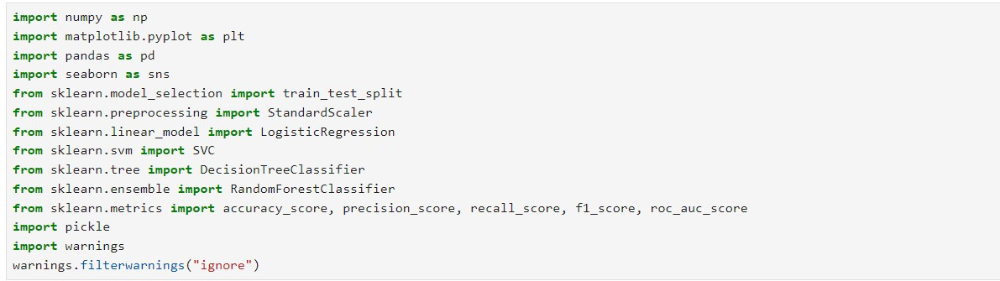 import numpy as np
import matplotlib.pyplot as plt
import pandas as pd
import seaborn as sns
from sklearn.model_selection import train_test_split
from sklearn.preprocessing import StandardScaler
from sklearn.linear_model import LogisticRegression
from sklearn.svm import SVC
from sklearn.tree import DecisionTreeClassifier
from sklearn.ensemble import RandomForestClassifier
from sklearn.metrics import accuracy_score, precision_score, recall_score, f1_score, roc_auc_score
import pickle
import warnings
warnings.filterwarnings("ignore")